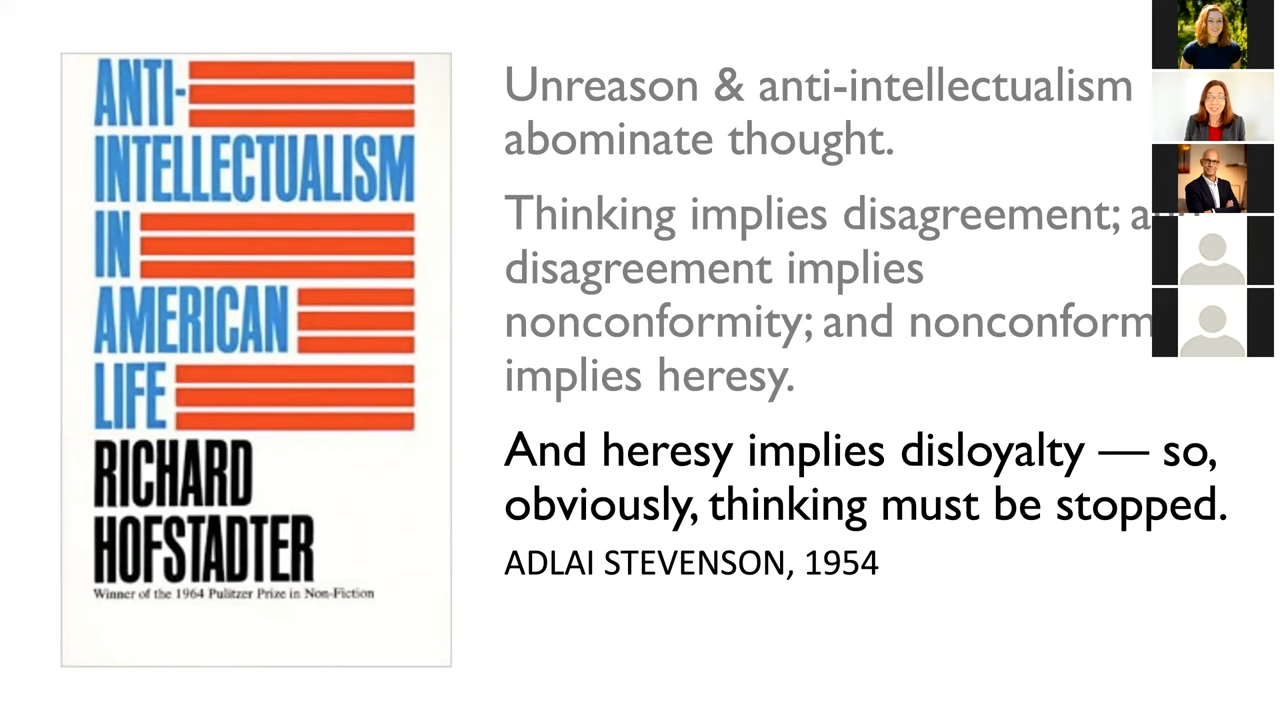 ANTI-
INTELLECTUALISM
IN
AMERICAN
LIFE
RICHARD
HOFSTADTER
Winner of the 1964 Pulitzer Prize in Non-Fiction
Unreason & anti-intellectualism
abominate thought.
Thinking implies disagreement; and
disagreement implies
nonconformity; and nonconform
implies heresy.
And heresy implies disloyalty — so,
obviously, thinking must be stopped.
ADLAI STEVENSON, 1954